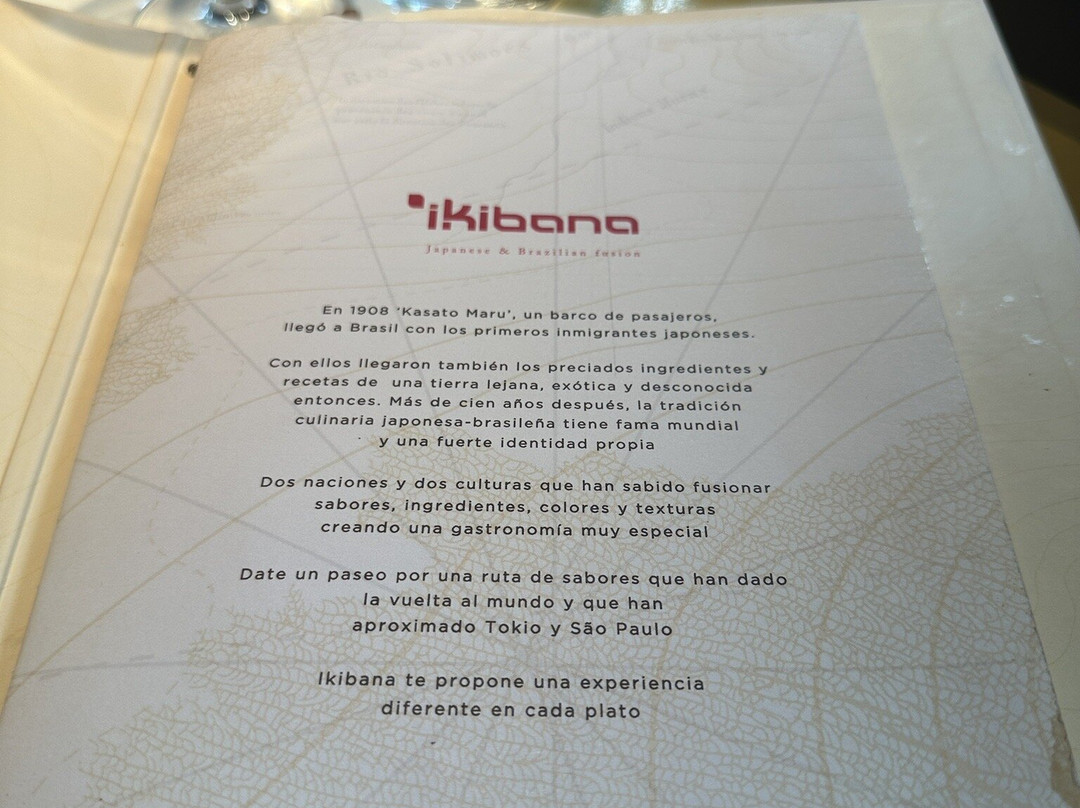 ikibana
Japanese & Brazilian fusion
En 1908 'Kasato Maru', un barco de pasajeros,
llegó a Brasil con los primeros inmigrantes japoneses.
Con ellos llegaron también los preciados ingredientes y
recetas de una tierra lejana, exótica y desconocida
entonces. Más de cien años después, la tradición
culinaria japonesa-brasileña tiene fama mundial
y una fuerte identidad propia
Dos naciones y dos culturas que han sabido fusionar
sabores, ingredientes, colores y texturas
creando una gastronomía muy especial
Date un paseo por una ruta de sabores que han dado
la vuelta al mundo y que han
aproximado Tokio y São Paulo
Ikibana te propone una experiencia
diferente en cada plato